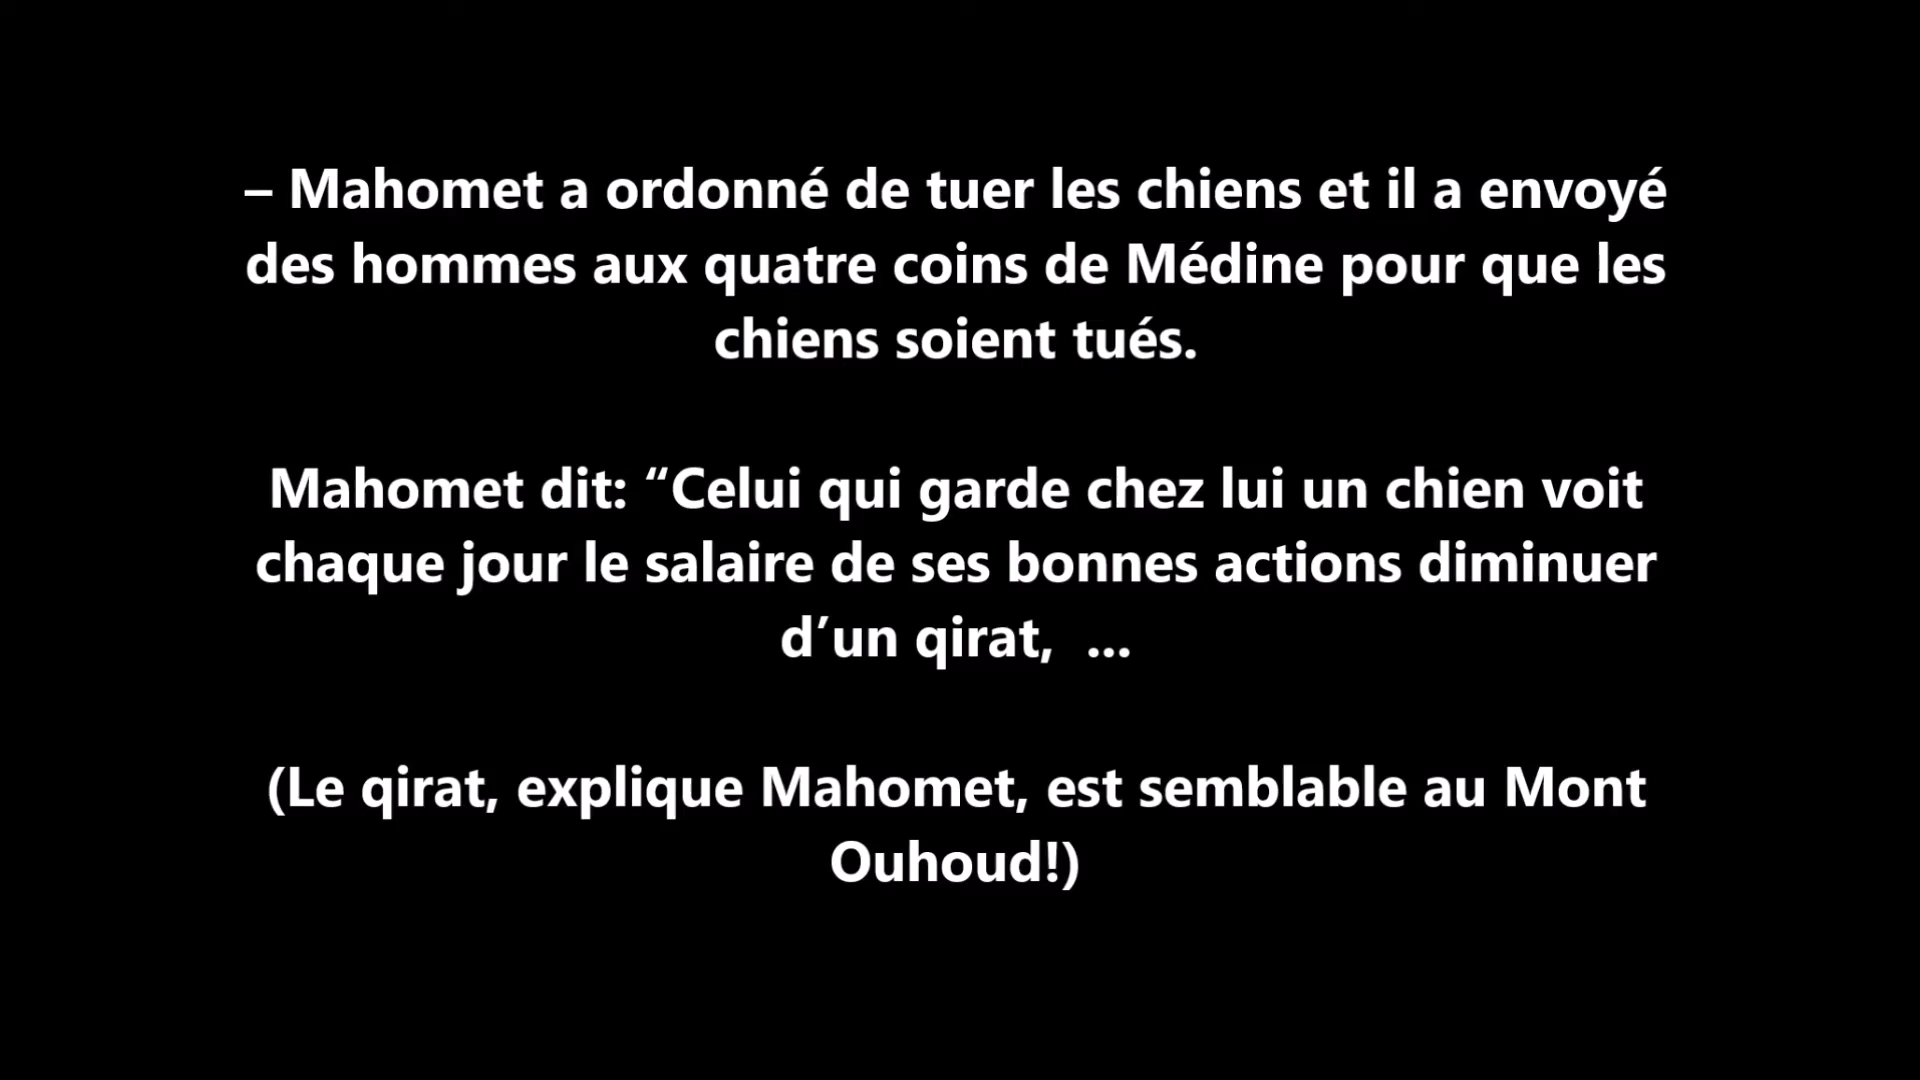 – Mahomet a ordonné de tuer les chiens et il a envoyé
des hommes aux quatre coins de Médine pour que les
chiens soient tués.
Mahomet dit: “Celui qui garde chez lui un chien voit
chaque jour le salaire de ses bonnes actions diminuer
d’un qirat,  ...
(Le qirat, explique Mahomet, est semblable au Mont
Ouhoud!)